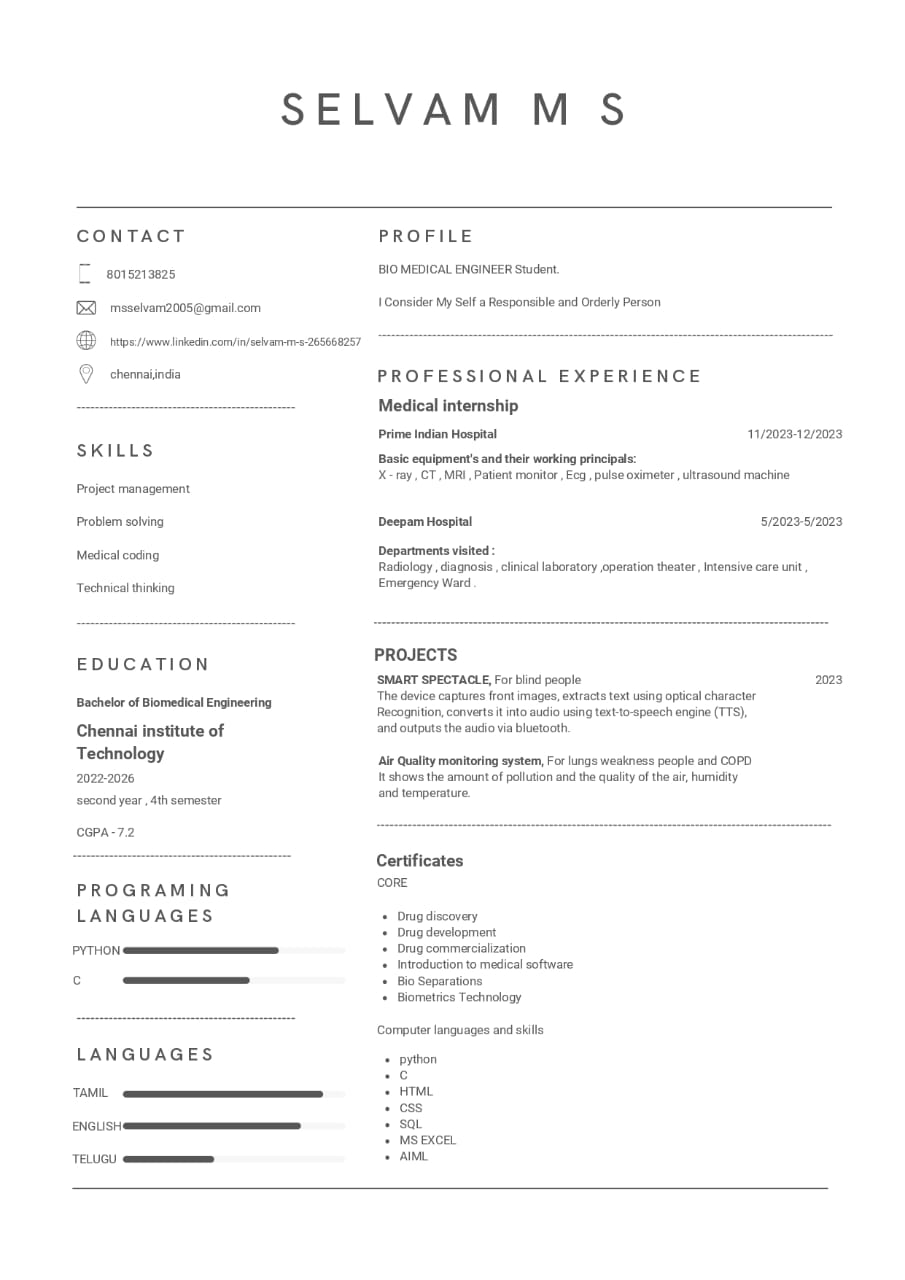 SELVAM M S
CONTACT
8015213825
msselvam2005@gmail.com
https://www.linkedin.com/in/selvam-m-s-265668257
chennai,india
------------------------------------------------
SKILLS
Project management
Problem solving
Medical coding
Technical thinking
------------------------------------------------
EDUCATION
Bachelor of Biomedical Engineering
Chennai institute of
Technology
2022-2026
second year , 4th semester
CGPA - 7.2
------------------------------------------------
PROGRAMING
LANGUAGES
PYTHON
C
------------------------------------------------
LANGUAGES
TAMIL
ENGLISH
TELUGU
PROFILE
BIO MEDICAL ENGINEER Student.
I Consider My Self a Responsible and Orderly Person
----------------------------------------------------------------------------------------------------
PROFESSIONAL EXPERIENCE
Medical internship
Prime Indian Hospital 11/2023-12/2023
Basic equipment's and their working principals:
X - ray , CT , MRI , Patient monitor , Ecg , pulse oximeter , ultrasound machine
Deepam Hospital 5/2023-5/2023
Departments visited :
Radiology , diagnosis , clinical laboratory ,operation theater , Intensive care unit ,
Emergency Ward .
----------------------------------------------------------------------------------------------------
PROJECTS
SMART SPECTACLE, For blind people 2023
The device captures front images, extracts text using optical character
Recognition, converts it into audio using text-to-speech engine (TTS),
and outputs the audio via bluetooth.
Air Quality monitoring system, For lungs weakness people and COPD
It shows the amount of pollution and the quality of the air, humidity
and temperature.
----------------------------------------------------------------------------------------------------
Certificates
CORE
• Drug discovery
• Drug development
• Drug commercialization
• Introduction to medical software
• Bio Separations
• Biometrics Technology
Computer languages and skills
• python
• C
• HTML
• CSS
• SQL
• MS EXCEL
• AIML